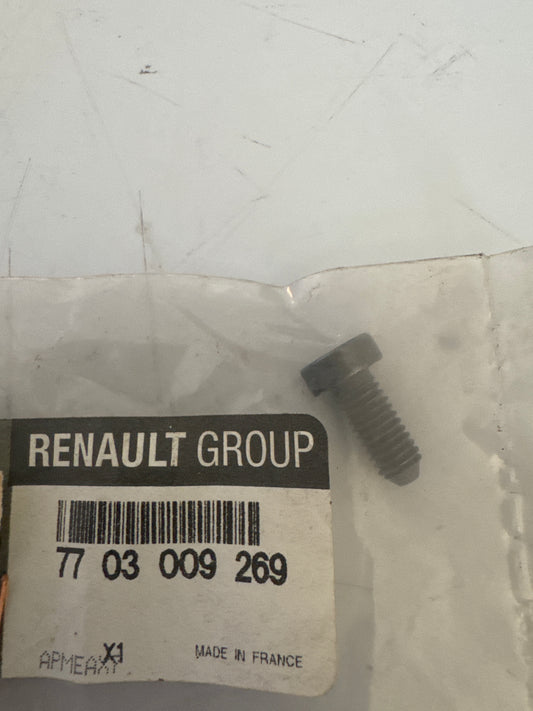 RENAULT GROUP
77 03 009 269
X1
MADE IN FRANCE